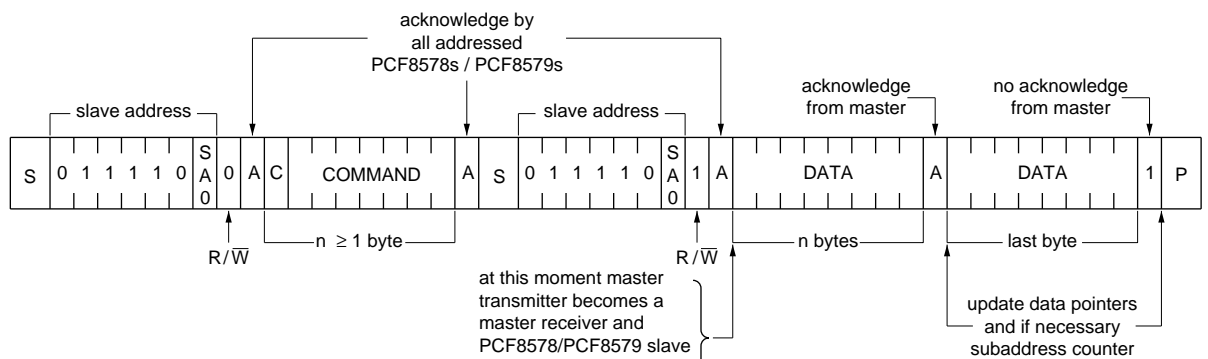 acknowledge by
all addressed
PCF8578s / PCF8579s
acknowledge
from master
no acknowledge
from master
slave address
slave address
S 0 1 1 1 1 0 SA0 0 A C COMMAND A S 0 1 1 1 1 0 SA0 1 A DATA A DATA 1 P
n ≥ 1 byte
n bytes
last byte
R/W̅
R/W̅
at this moment master
transmitter becomes a
master receiver and
PCF8578/PCF8579 slave
update data pointers
and if necessary
subaddress counter